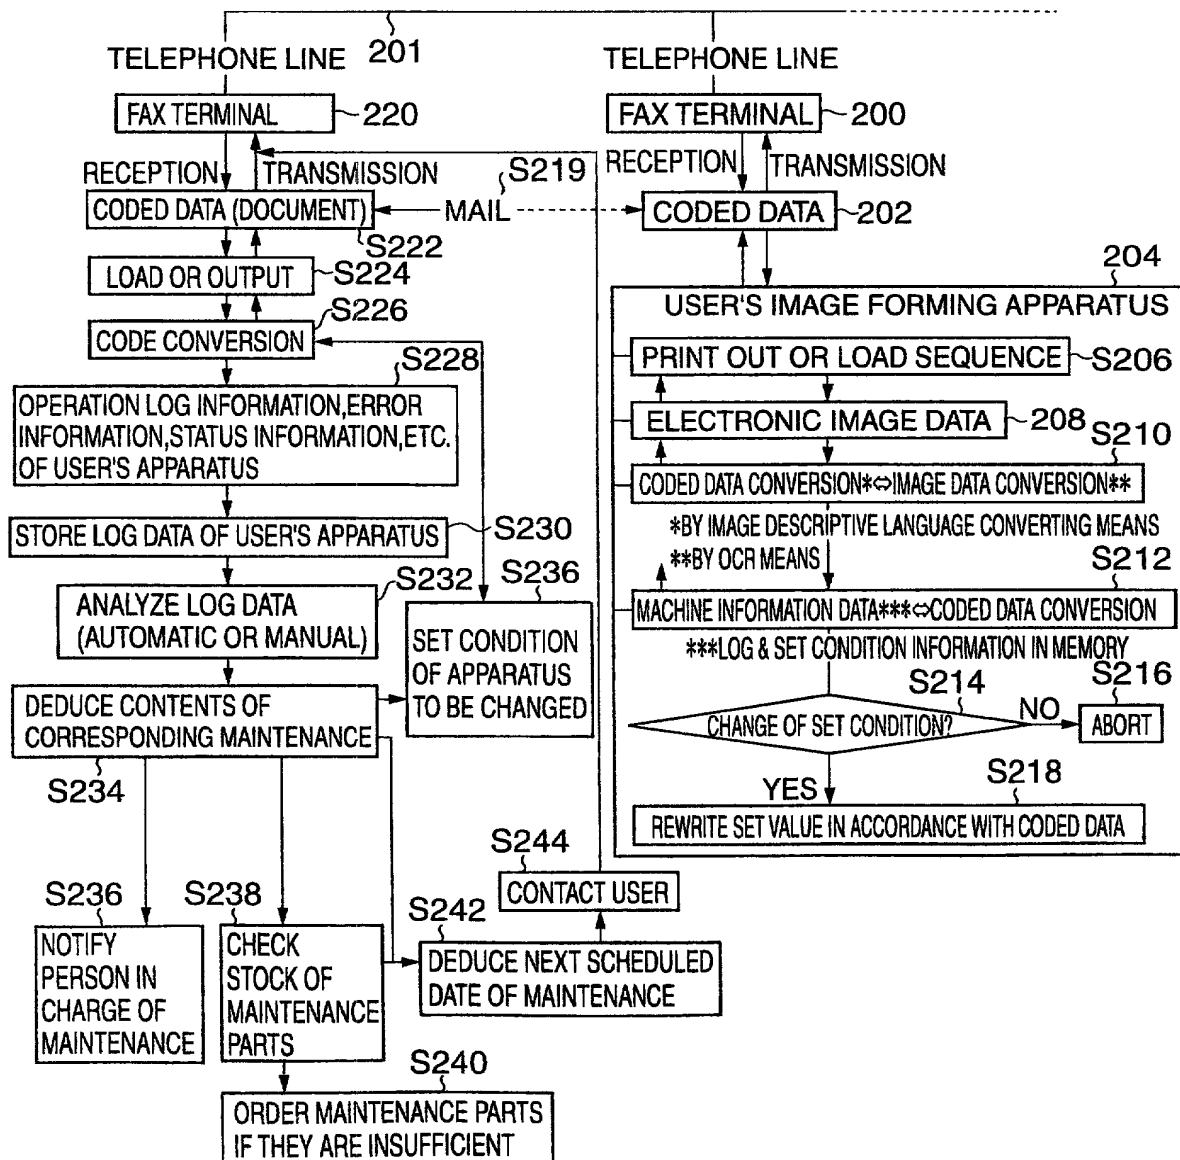 201
TELEPHONE LINE
TELEPHONE LINE
FAX TERMINAL
220
FAX TERMINAL
200
RECEPTION
TRANSMISSION
S219
RECEPTION
TRANSMISSION
CODED DATA (DOCUMENT)
MAIL
CODED DATA
202
S222
LOAD OR OUTPUT
S224
204
S226
USER'S IMAGE FORMING APPARATUS
CODE CONVERSION
PRINT OUT OR LOAD SEQUENCE
S206
S228
OPERATION LOG INFORMATION,ERROR
INFORMATION,STATUS INFORMATION,ETC.
OF USER'S APPARATUS
ELECTRONIC IMAGE DATA
208
S210
CODED DATA CONVERSION*⇔IMAGE DATA CONVERSION**
*BY IMAGE DESCRIPTIVE LANGUAGE CONVERTING MEANS
**BY OCR MEANS
STORE LOG DATA OF USER'S APPARATUS
S230
S232
S236
S212
ANALYZE LOG DATA
(AUTOMATIC OR MANUAL)
SET CONDITION
OF APPARATUS
TO BE CHANGED
MACHINE INFORMATION DATA***⇔CODED DATA CONVERSION
***LOG & SET CONDITION INFORMATION IN MEMORY
DEDUCE CONTENTS OF
CORRESPONDING MAINTENANCE
S234
S214
S216
CHANGE OF SET CONDITION?
NO
ABORT
YES
S218
REWRITE SET VALUE IN ACCORDANCE WITH CODED DATA
S244
CONTACT USER
S236
S238
S242
NOTIFY
PERSON IN
CHARGE OF
MAINTENANCE
CHECK
STOCK OF
MAINTENANCE
PARTS
DEDUCE NEXT SCHEDULED
DATE OF MAINTENANCE
S240
ORDER MAINTENANCE PARTS
IF THEY ARE INSUFFICIENT